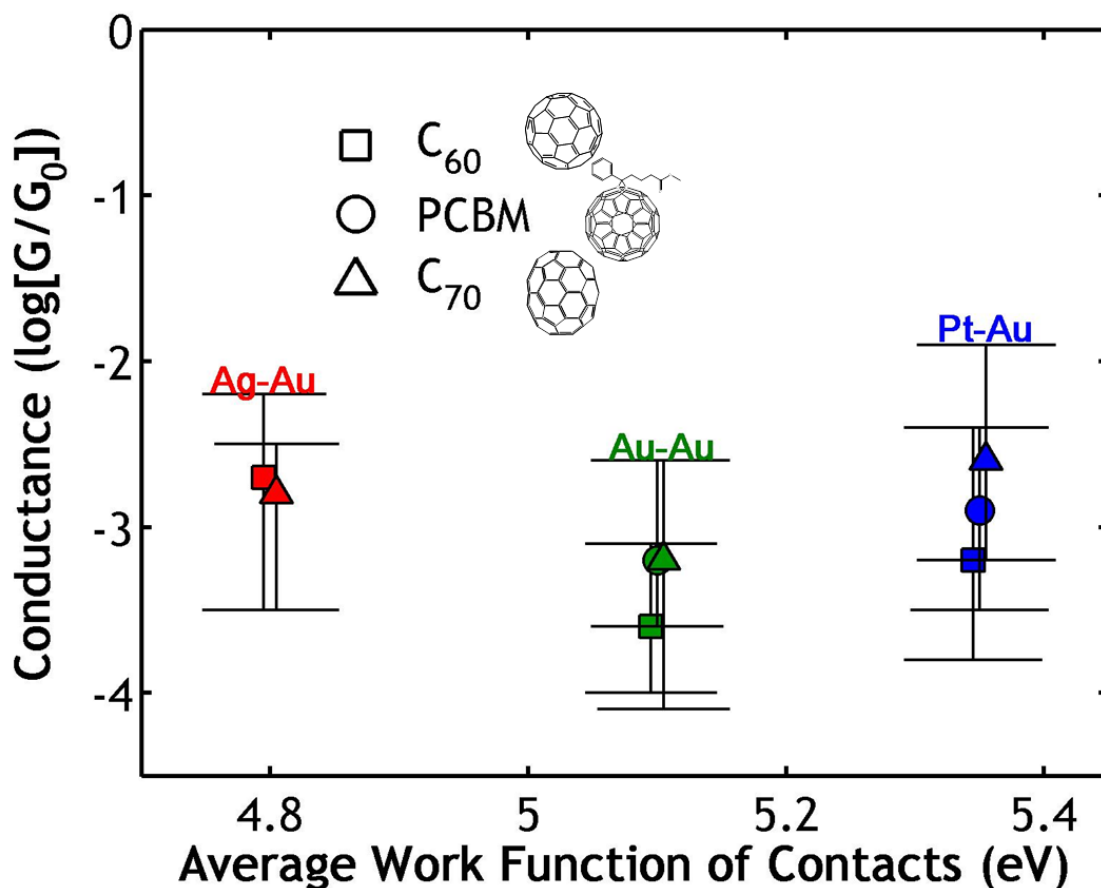 Conductance (log[G/G₀])
0
-1
-2
-3
-4
C₆₀
PCBM
C₇₀
Ag-Au
Au-Au
Pt-Au
4.8
5
5.2
5.4
Average Work Function of Contacts (eV)